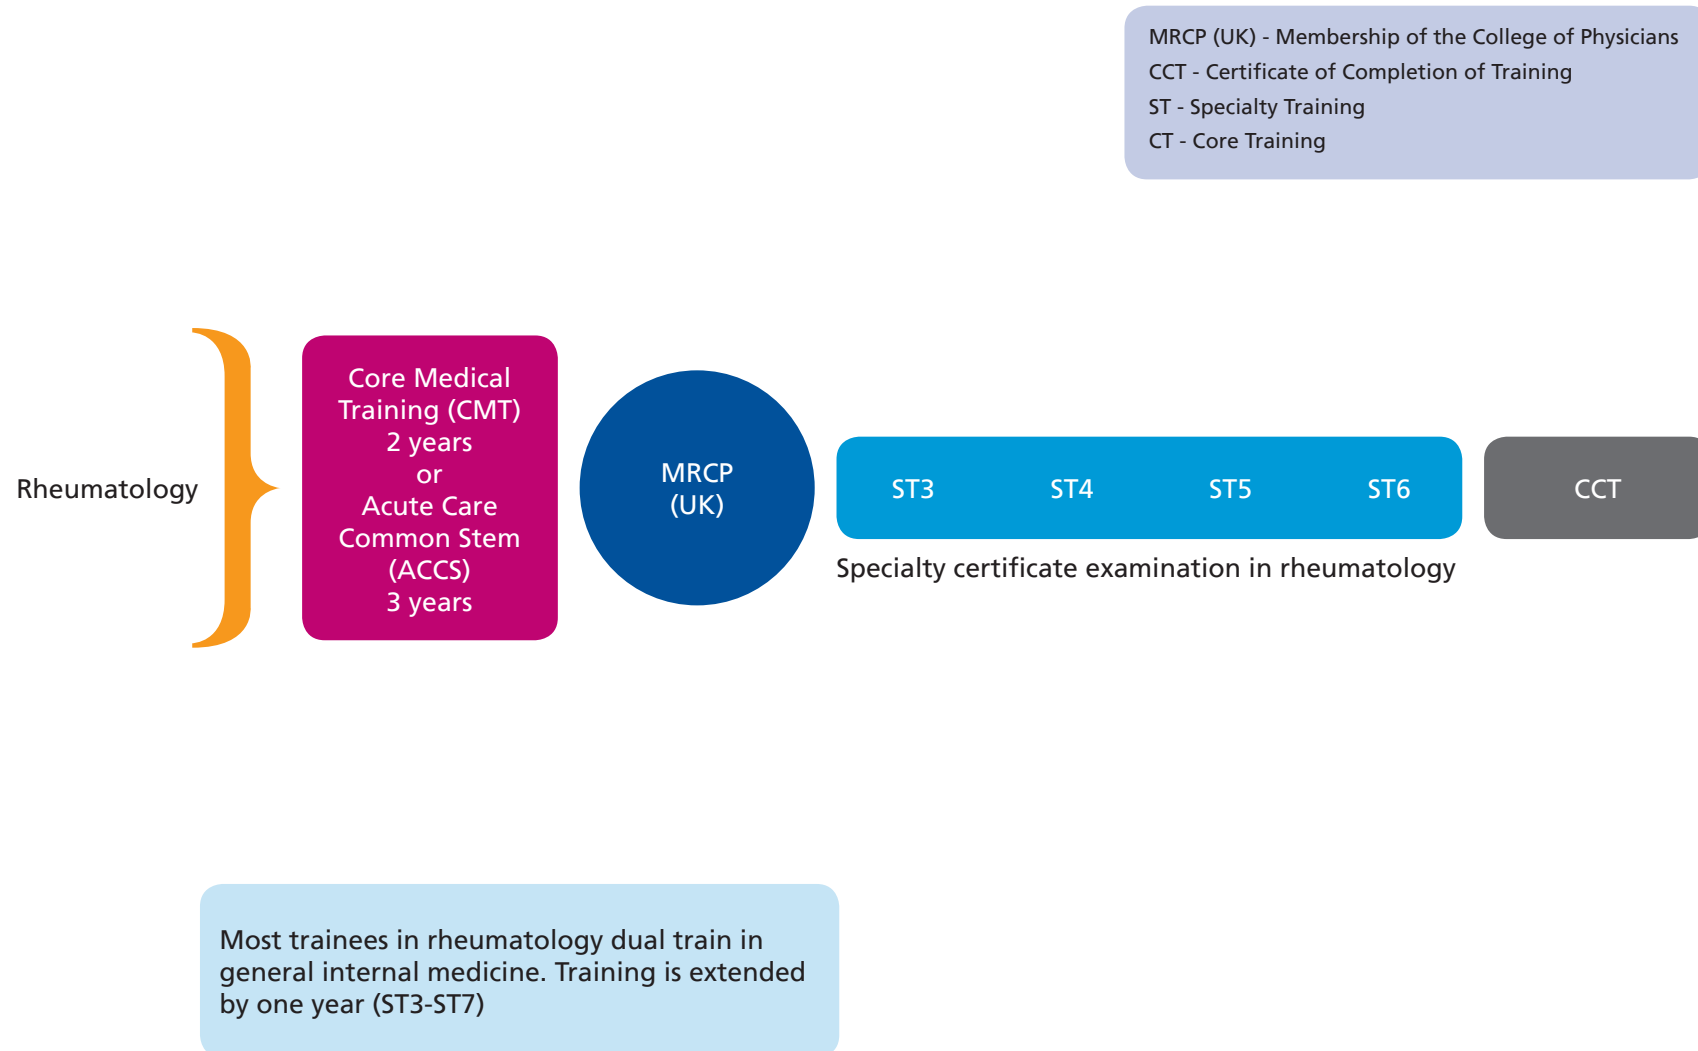 MRCP (UK) - Membership of the College of Physicians
CCT - Certificate of Completion of Training
ST - Specialty Training
CT - Core Training
Rheumatology
Core Medical
Training (CMT)
2 years
or
Acute Care
Common Stem
(ACCS)
3 years
MRCP
(UK)
ST3 ST4 ST5 ST6
CCT
Specialty certificate examination in rheumatology
Most trainees in rheumatology dual train in
general internal medicine. Training is extended
by one year (ST3-ST7)